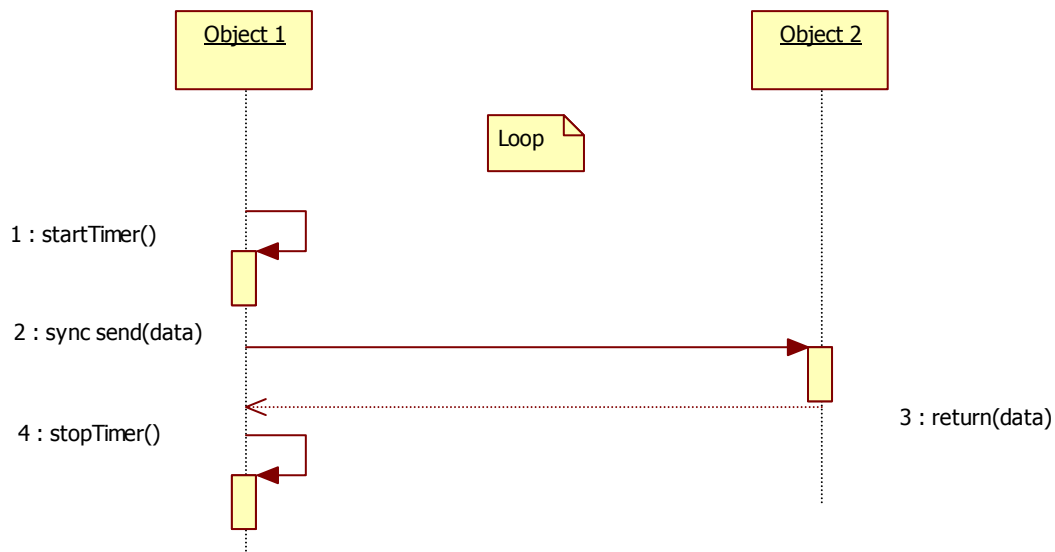 Object 1
Object 2
Loop
1 : startTimer()
2 : sync send(data)
3 : return(data)
4 : stopTimer()